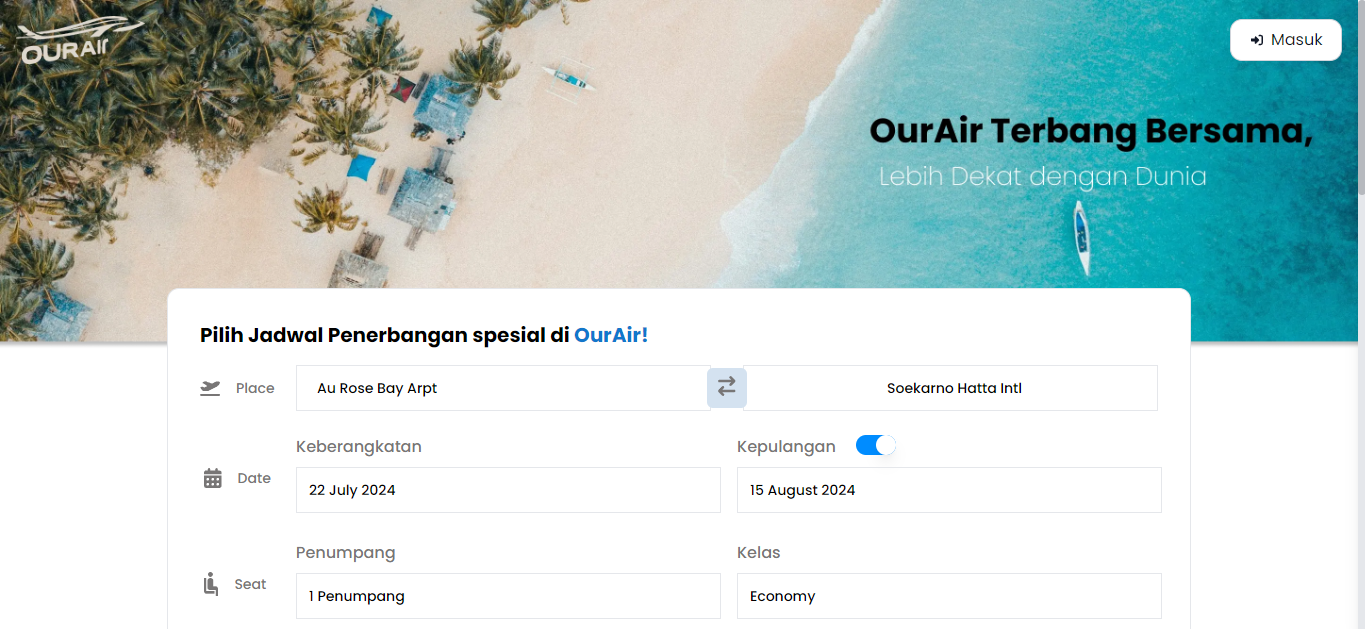 OURAIr
Masuk
OurAir Terbang Bersama,
Lebih Dekat dengan Dunia
Pilih Jadwal Penerbangan spesial di OurAir!
Place
Au Rose Bay Arpt
Soekarno Hatta Intl
Keberangkatan
Kepulangan
Date
22 July 2024
15 August 2024
Penumpang
Kelas
Seat
1 Penumpang
Economy